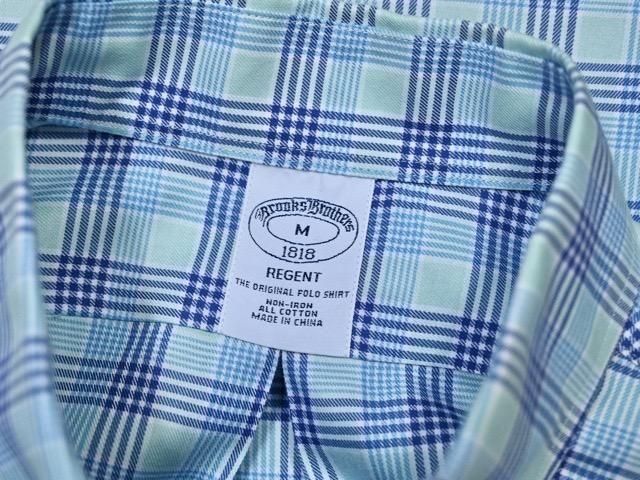 Brooks Brothers
M
1818
REGENT
THE ORIGINAL POLO SHIRT
NON-IRON
ALL COTTON
MADE IN CHINA